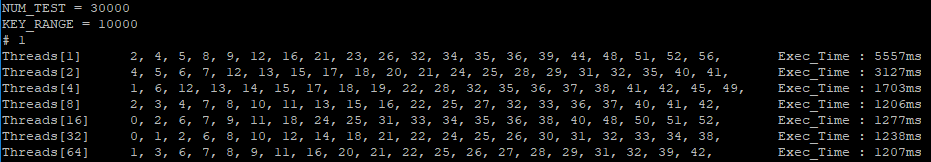 NUM_TEST = 30000
KEY_RANGE = 10000
# 1
Threads[1] 2, 4, 5, 8, 9, 12, 16, 21, 23, 26, 32, 34, 35, 36, 39, 44, 48, 51, 52, 56, Exec_Time : 5557ms
Threads[2] 4, 5, 6, 7, 12, 13, 15, 17, 18, 20, 21, 24, 25, 28, 29, 31, 32, 35, 40, 41, Exec_Time : 3127ms
Threads[4] 1, 6, 12, 13, 14, 15, 17, 18, 19, 22, 28, 32, 35, 36, 37, 38, 41, 42, 45, 49, Exec_Time : 1703ms
Threads[8] 2, 3, 4, 7, 8, 10, 11, 13, 15, 16, 22, 25, 27, 32, 33, 36, 37, 40, 41, 42, Exec_Time : 1206ms
Threads[16] 0, 2, 6, 7, 9, 11, 18, 24, 25, 31, 33, 34, 35, 36, 38, 40, 48, 50, 51, 52, Exec_Time : 1277ms
Threads[32] 0, 1, 2, 6, 8, 10, 12, 14, 18, 21, 22, 24, 25, 26, 30, 31, 32, 33, 34, 38, Exec_Time : 1238ms
Threads[64] 1, 3, 6, 7, 8, 9, 11, 16, 20, 21, 22, 25, 26, 27, 28, 29, 31, 32, 39, 42, Exec_Time : 1207ms